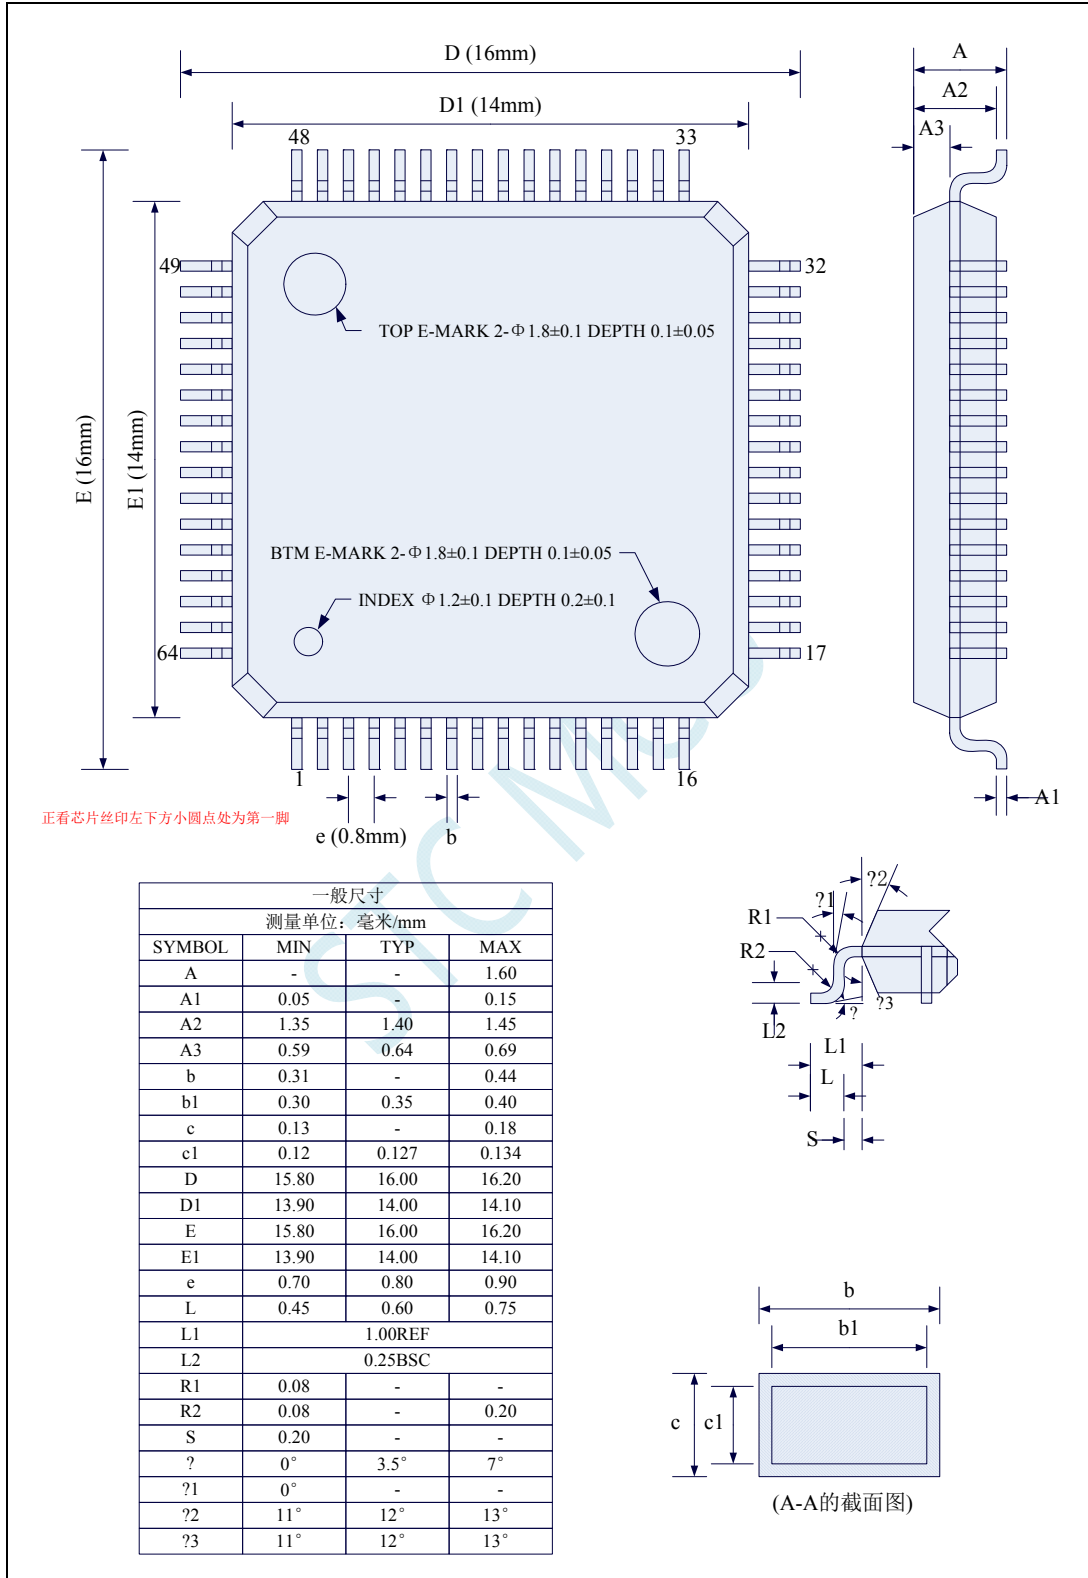 D (16mm)
D1 (14mm)
48
33
A
A2
A3
49
32
TOP E-MARK 2-Φ1.8±0.1 DEPTH 0.1±0.05
E (16mm)
E1 (14mm)
BTM E-MARK 2-Φ1.8±0.1 DEPTH 0.1±0.05
INDEX Φ1.2±0.1 DEPTH 0.2±0.1
64
17
1
16
A1
正看芯片丝印左下方小圆点处为第一脚
e (0.8mm)
b
STC MCU
一般尺寸
测量单位：毫米/mm
SYMBOL MIN TYP MAX
A - - 1.60
A1 0.05 - 0.15
A2 1.35 1.40 1.45
A3 0.59 0.64 0.69
b 0.31 - 0.44
b1 0.30 0.35 0.40
c 0.13 - 0.18
c1 0.12 0.127 0.134
D 15.80 16.00 16.20
D1 13.90 14.00 14.10
E 15.80 16.00 16.20
E1 13.90 14.00 14.10
e 0.70 0.80 0.90
L 0.45 0.60 0.75
L1 1.00REF
L2 0.25BSC
R1 0.08 - -
R2 0.08 - 0.20
S 0.20 - -
? 0° 3.5° 7°
?1 0° - -
?2 11° 12° 13°
?3 11° 12° 13°
?2
?1
R1
R2
?
?3
L2
L1
L
S
b
b1
c
c1
(A-A的截面图)